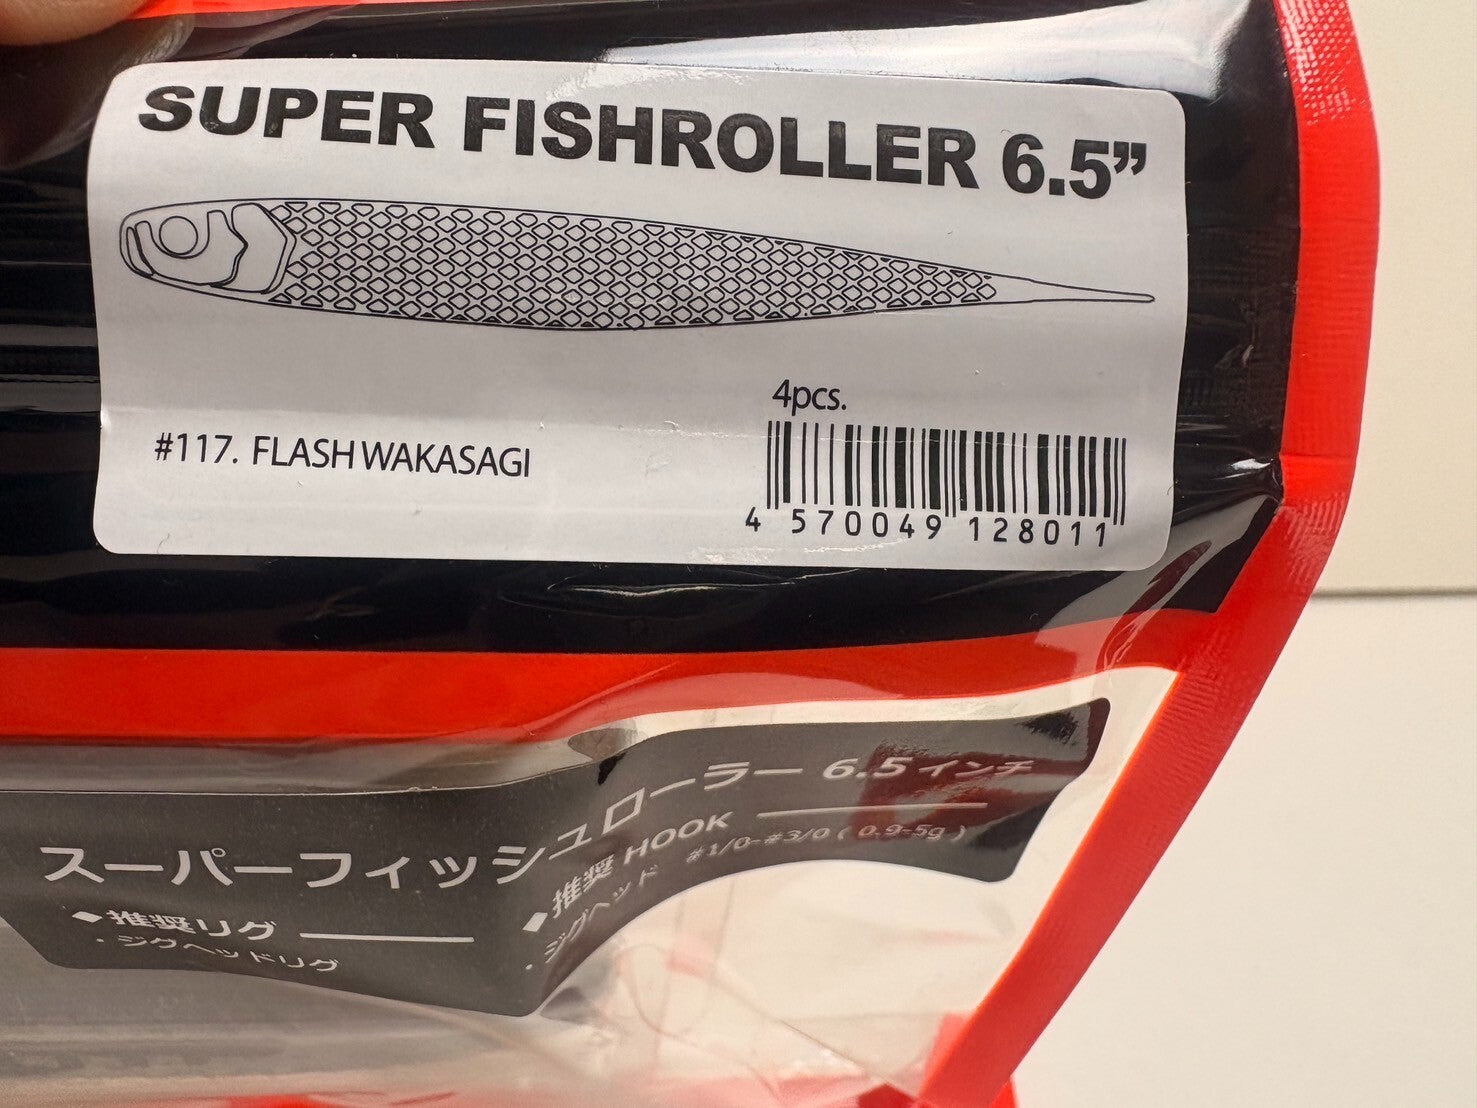 SUPER FISHROLLER 6.5”
4pcs.
#117. FLASH WAKASAGI
4 570049 128011
スーパーフィッシュローラー 6.5 インチ
◆推奨リグ
・ジグヘッドリグ
◆推奨 HOOK
・ジグヘッド #1/0-#3/0 ( 0.9-5g )